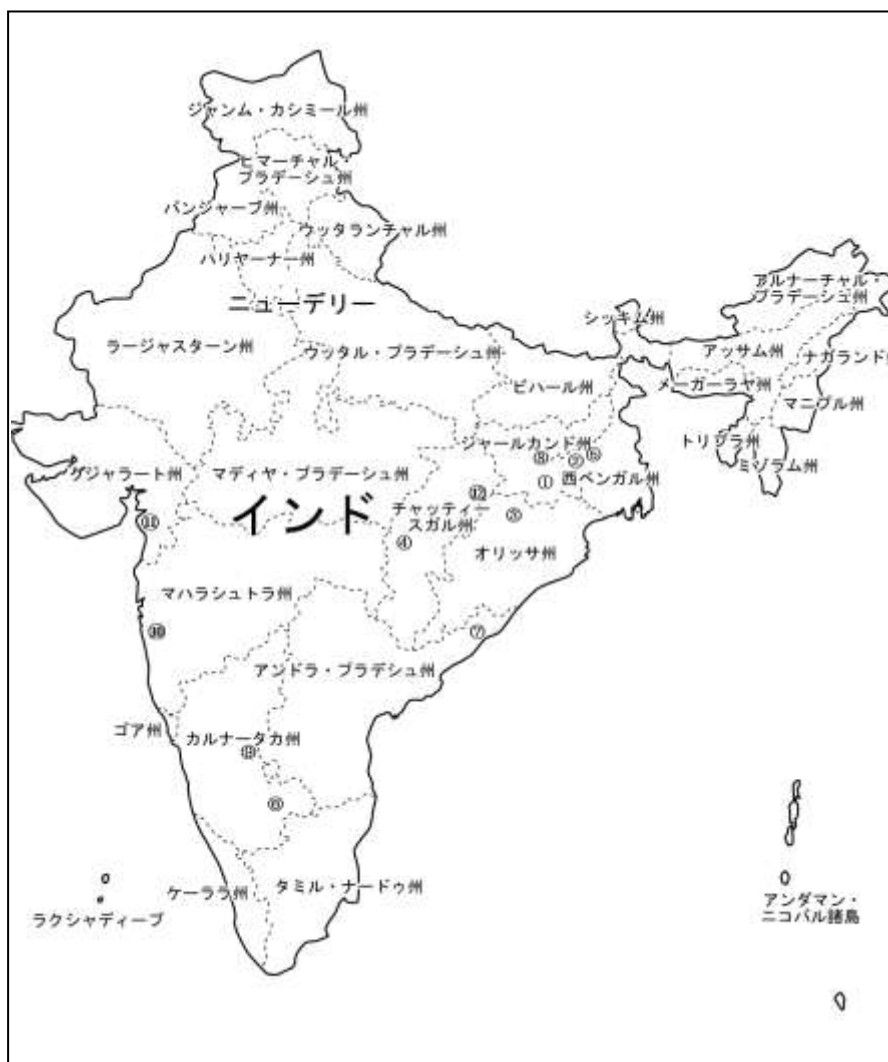 ジャンム・カシミール州
ヒマーチャル・
プラデーシュ州
パンジャーブ州
ウッタランチャル州
ハリヤーナー州
ニューデリー
アルナーチャル・
プラデーシュ州
シッキム州
ラージャスターン州
ウッタル・プラデーシュ州
アッサム州
ナガランド州
ビハール州
メーガーラヤ州
マニプル州
ジャールカンド州
トリプラ州
ミゾラム州
グジャラート州
マディヤ・プラデーシュ州
⑤
②
①
西ベンガル州
インド
⑫
チャッティー
スガル州
③
④
オリッサ州
⑪
マハラシュトラ州
⑩
⑦
アンドラ・プラデシュ州
ゴア州
カルナータカ州
⑥
ケーララ州
タミル・ナードゥ州
ラクシャディープ
アンダマン・
ニコバル諸島